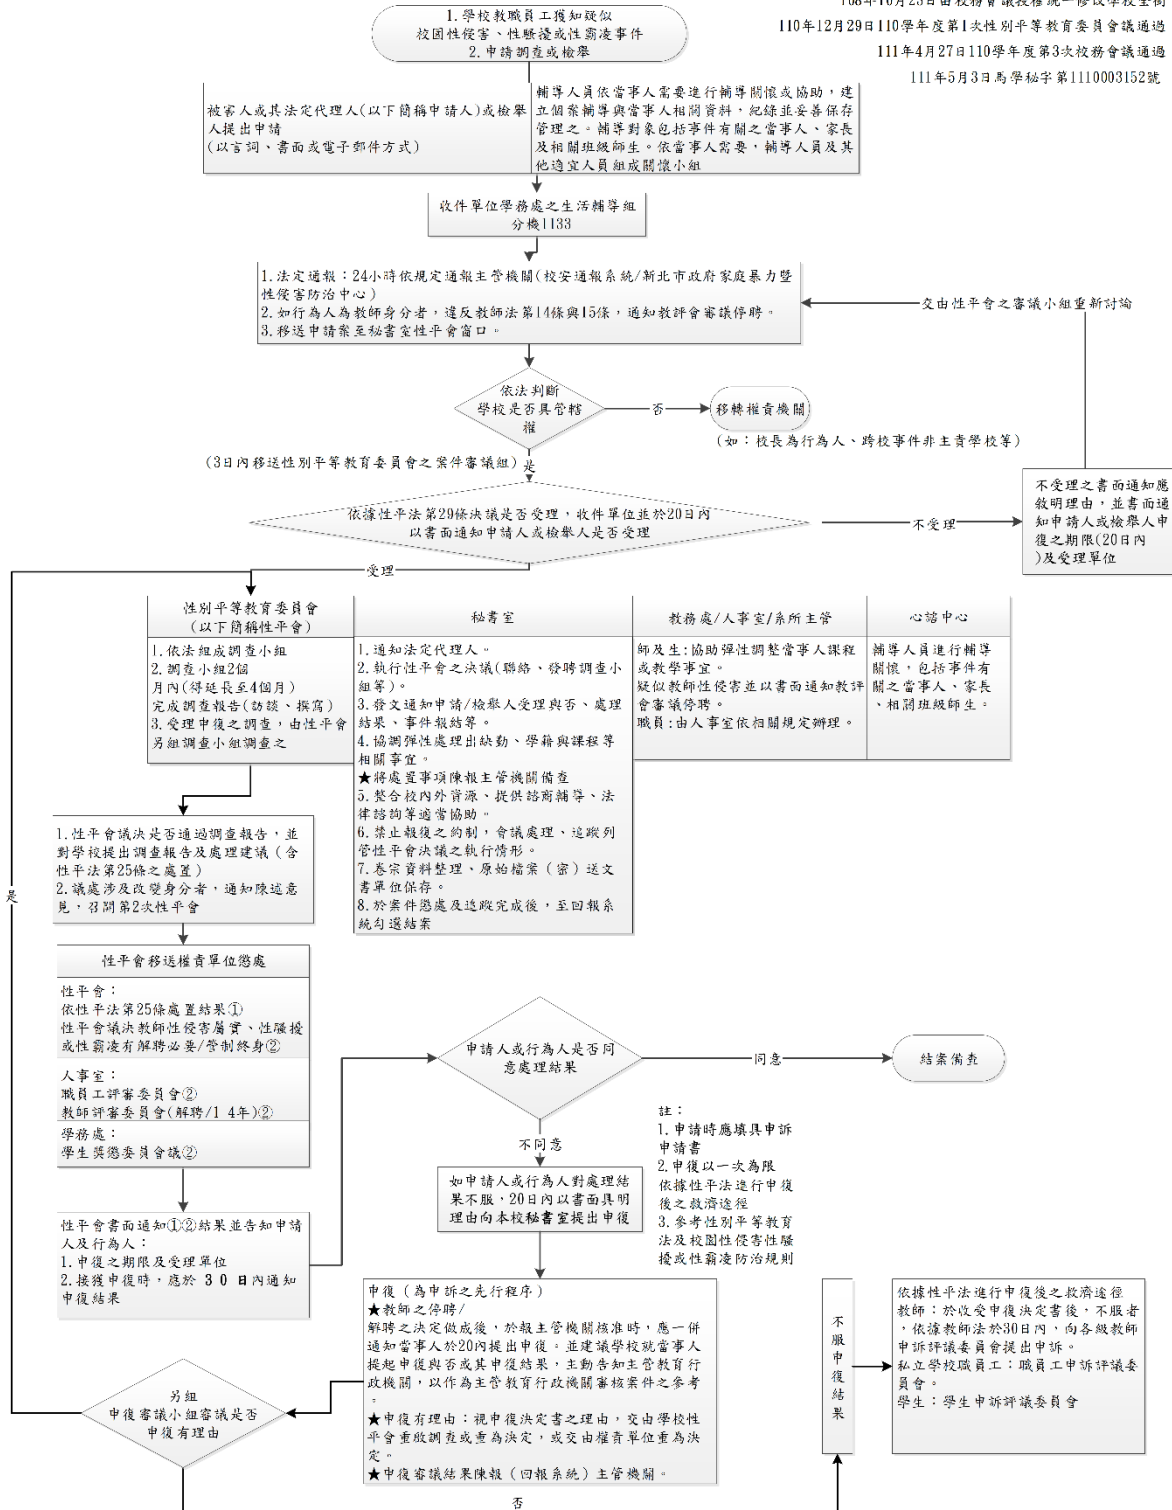 108年10月23日由校務會議授權統一修改學校全銜
110年12月29日110學年度第1次性別平等教育委員會議通過
111年4月27日110學年度第3次校務會議通過
111年5月3日馬學秘字第1110003152號
1.學校教職員工獲知疑似
校園性侵害、性騷擾或性霸凌事件
2.申請調查或檢舉
被害人或其法定代理人(以下簡稱申請人)或檢舉
人提出申請
(以言詞、書面或電子郵件方式)
輔導人員依當事人需要進行輔導關懷或協助，建
立個案輔導與當事人相關資料，紀錄並妥善保存
管理之。輔導對象包括事件有關之當事人、家長
及相關班級師生。依當事人需要，輔導人員及其
他適宜人員組成關懷小組
收件單位學務處之生活輔導組
分機1133
1.法定通報：24小時依規定通報主管機關(校安通報系統/新北市政府家庭暴力暨
性侵害防治中心)
2.如行為人為教師身分者，違反教師法第14條與15條，通知教評會審議停聘。
3.移送申請案至秘書室性平會窗口。
交由性平會之審議小組重新討論
依法判斷
學校是否具管轄
權
否
移轉權責機關
(如：校長為行為人、跨校事件非主責學校等)
(3日內移送性別平等教育委員會之案件審議組)
是
依據性平法第29條決議是否受理，收件單位並於20日內
以書面通知申請人或檢舉人是否受理
不受理
不受理之書面通知應
敘明理由，並書面通
知申請人或檢舉人申
復之期限(20日內
)及受理單位
受理
性別平等教育委員會
(以下簡稱性平會)
1.依法組成調查小組
2.調查小組2個
月內(得延長至4個月)
完成調查報告(訪談、撰寫)
3.受理申復之調查，由性平會
另組調查小組調查之
秘書室
1.通知法定代理人。
2.執行性平會之決議(聯絡、發聘調查小
組等)。
3.發文通知申請/檢舉人受理與否、處理
結果、事件報結等。
4.協調彈性處理出缺勤、學籍與課程等
相關事宜。
★將處置事項陳報主管機關備查
5.整合校內外資源、提供諮商輔導、法
律諮詢等適當協助。
6.禁止報復之約制，會議處理、追蹤列
管性平會決議之執行情形。
7.卷宗資料整理、原始檔案（密）送文
書單位保存。
8.於案件懲處及追蹤完成後，至回報系
統勾選結案
教務處/人事室/系所主管
師及生:協助彈性調整當事人課程
或教學事宜。
疑似教師性侵害並以書面通知教評
會審議停聘。
職員:由人事室依相關規定辦理。
心諮中心
輔導人員進行輔導
關懷，包括事件有
關之當事人、家長
、相關班級師生。
1.性平會議決是否通過調查報告，並
對學校提出調查報告及處理建議（含
性平法第25條之處置）
2.議處涉及改變身分者，通知陳述意
見，召開第2次性平會
是
性平會移送權責單位懲處
性平會：
依性平法第25條處置結果①
性平會議決教師性侵害屬實、性騷擾
或性霸凌有解聘必要/管制終身②
人事室：
職員工評審委員會②
教師評審委員會(解聘/1 4年)②
學務處：
學生獎懲委員會議②
性平會書面通知①②結果並告知申請
人及行為人：
1.申復之期限及受理單位
2.接獲申復時，應於 30 日內通知
申復結果
申請人或行為人是否同
意處理結果
同意
結案備查
不同意
如申請人或行為人對處理結
果不服，20日內以書面具明
理由向本校秘書室提出申復
註：
1.申請時應填具申訴
申請書
2.申復以一次為限
依據性平法進行申復
後之救濟途徑
3.參考性別平等教育
法及校園性侵害性騷
擾或性霸凌防治規則
申復（為申訴之先行程序）
★教師之停聘/
解聘之決定做成後，於報主管機關核准時，應一併
通知當事人於20內提出申復。並建議學校就當事人
提起申復與否或其申復結果，主動告知主管教育行
政機關，以作為主管教育行政機關審核案件之參考
。
★申復有理由：視申復決定書之理由，交由學校性
平會重啟調查或重為決定，或交由權責單位重為決
定。
★申復審議結果陳報（回報系統）主管機關。
另組
申復審議小組審議是否
申復有理由
否
不服申復結果
依據性平法進行申復後之救濟途徑
教師：於收受申復決定書後，不服者
，依據教師法於30日內，向各級教師
申訴評議委員會提出申訴。
私立學校職員工：職員工申訴評議委
員會。
學生：學生申訴評議委員會